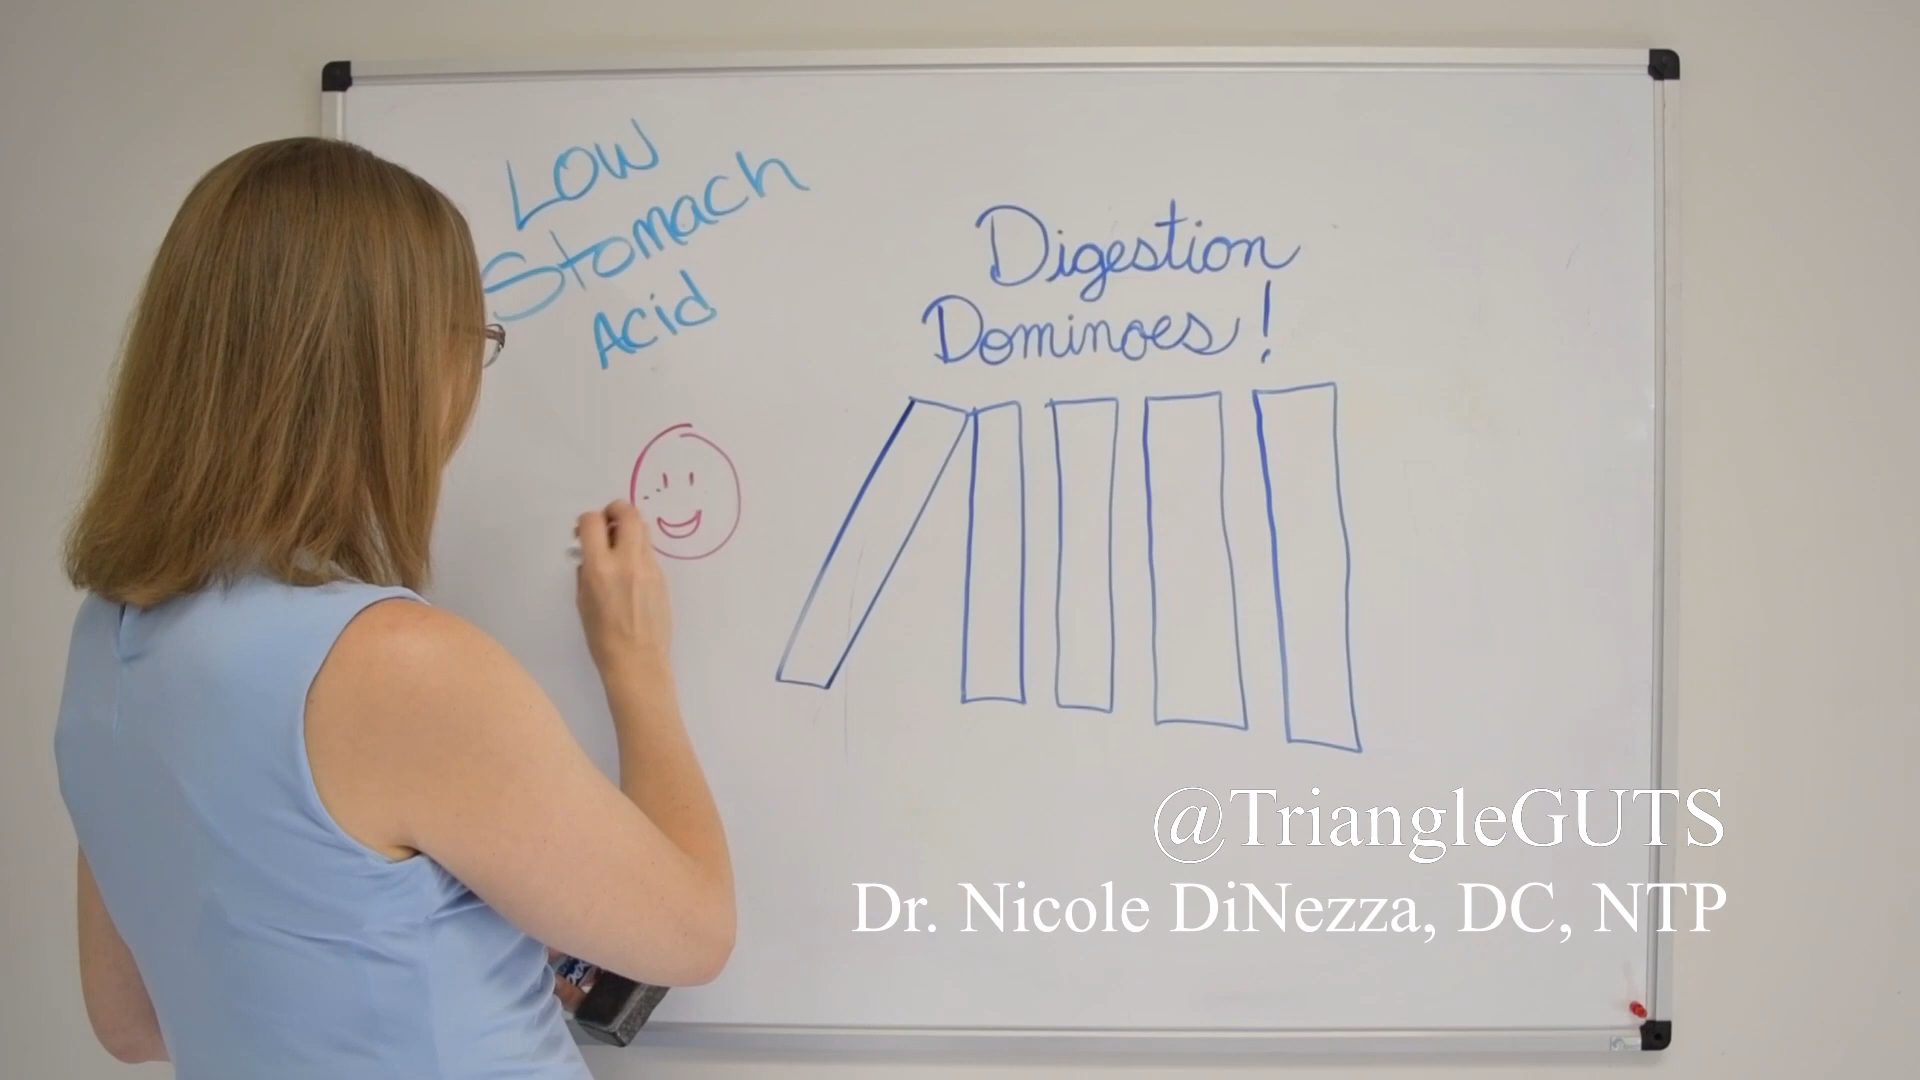 Low
Stomach
Acid
Digestion
Dominoes!
@TriangleGUTS
Dr. Nicole DiNezza, DC, NTP